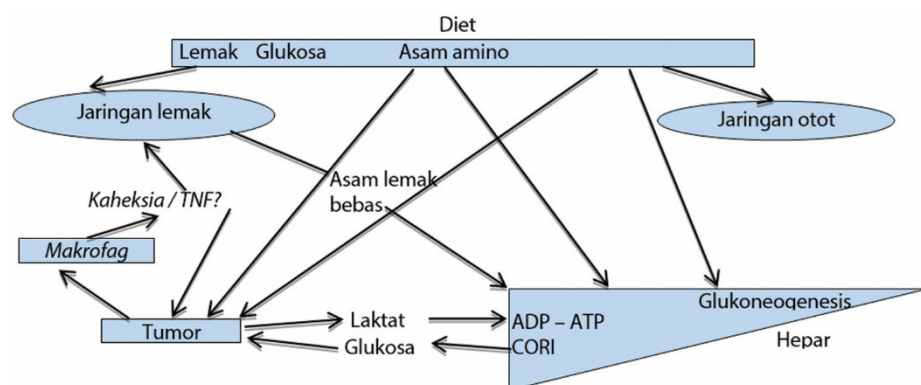 Diet
Lemak Glukosa Asam amino
Jaringan lemak
Jaringan otot
Asam lemak
bebas
Kaheksia / TNF?
Makrofag
Tumor
Laktat
Glukosa
ADP – ATP
CORI
Glukoneogenesis
Hepar